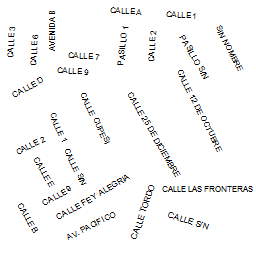 CALLE A
CALLE 1
CALLE 3
CALLE 6
AVENIDA B
PASILLO 1
CALLE 2
SIN NOMBRE
PASILLO S/N
CALLE 7
CALLE 9
CALLE D
CALLE 12 DE OCTUBRE
CALLE CUPESI
CALLE 25 DE DICIEMBRE
CALLE 1
CALLE 2
CALLE S/N
CALLE E
CALLE 9
CALLE LAS FRONTERAS
CALLE FE Y ALEGRIA
CALLE TORDO
CALLE B
CALLE S/N
AV. PACIFICO